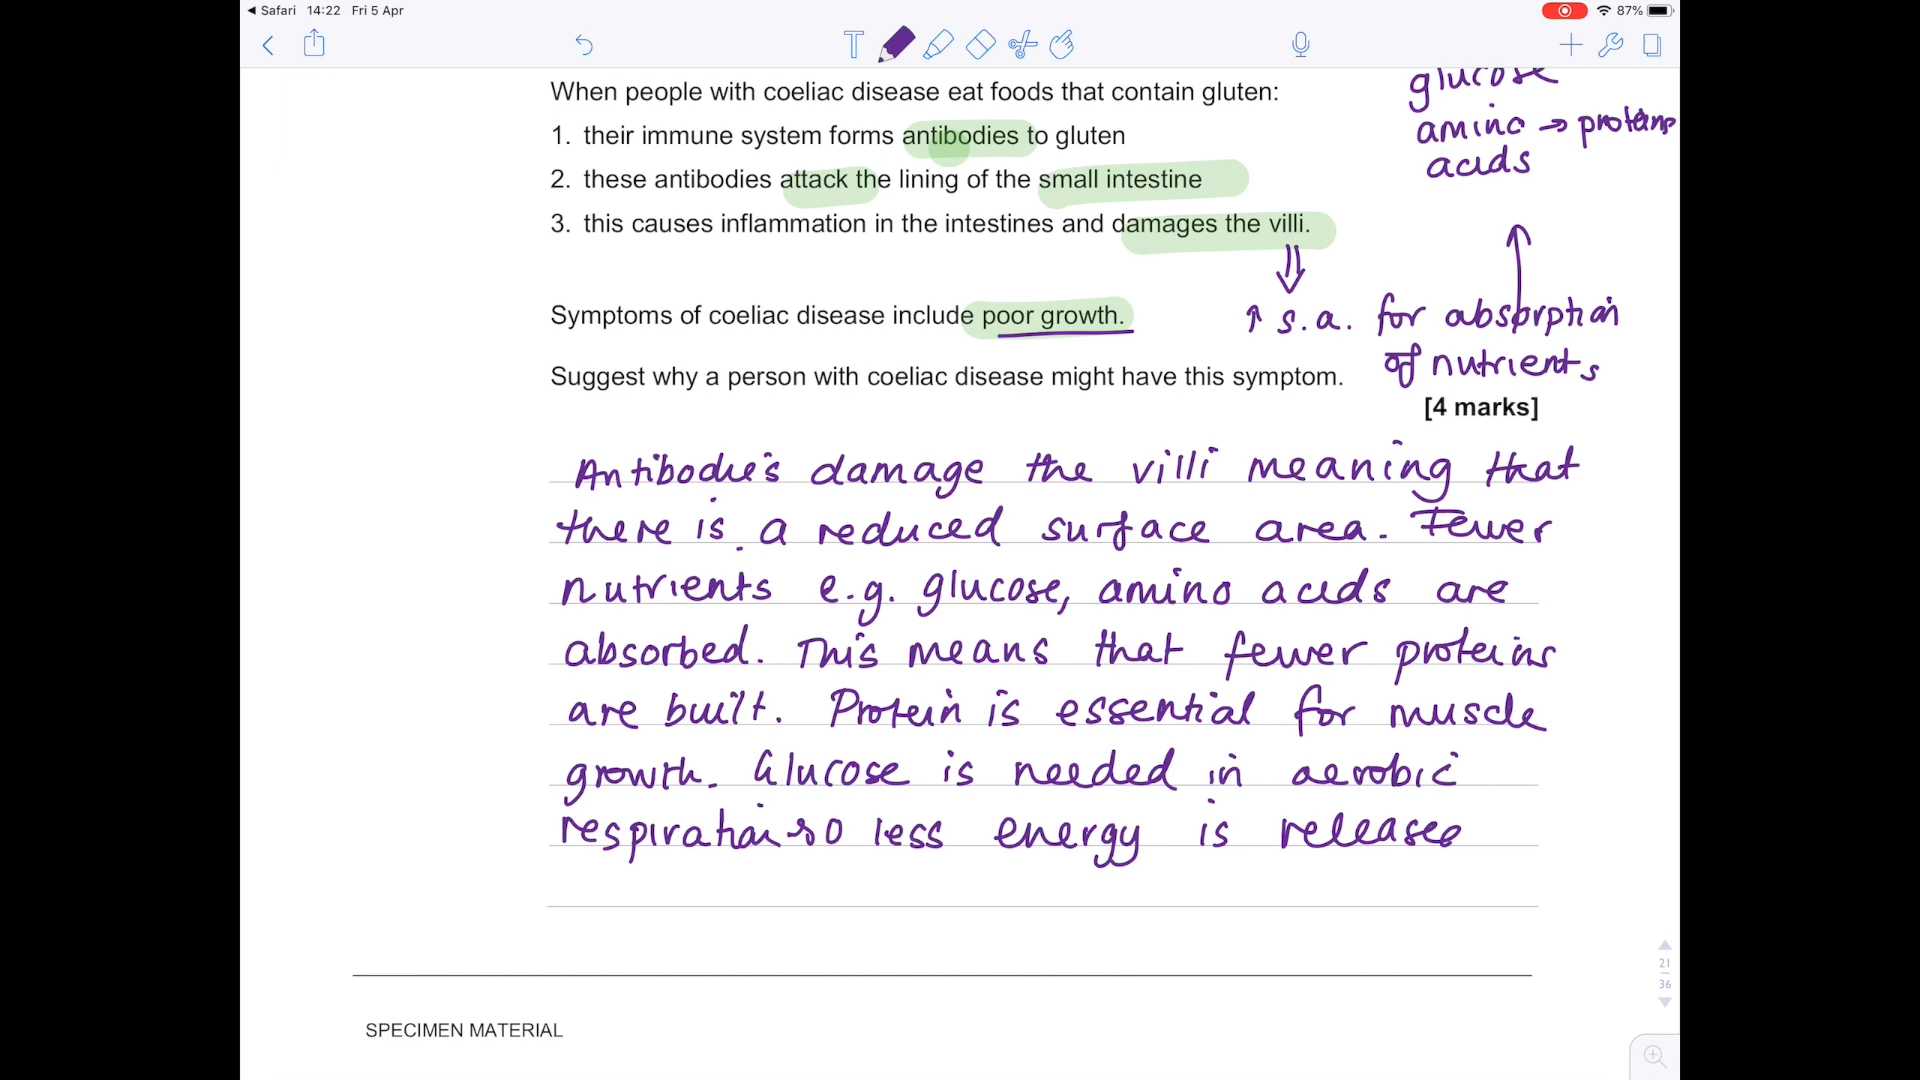 Safari 14:22 Fri 5 Apr
87%
glucose
When people with coeliac disease eat foods that contain gluten:
amino → proteins
acids
1. their immune system forms antibodies to gluten
2. these antibodies attack the lining of the small intestine
3. this causes inflammation in the intestines and damages the villi.
Symptoms of coeliac disease include poor growth.
↑ s.a. for absorption
of nutrients
Suggest why a person with coeliac disease might have this symptom.
[4 marks]
Antibodies damage the villi meaning that
there is a reduced surface area. Fewer
nutrients e.g. glucose, amino acids are
absorbed. This means that fewer proteins
are built. Protein is essential for muscle
growth. Glucose is needed in aerobic
respiration so less energy is release
21
36
SPECIMEN MATERIAL